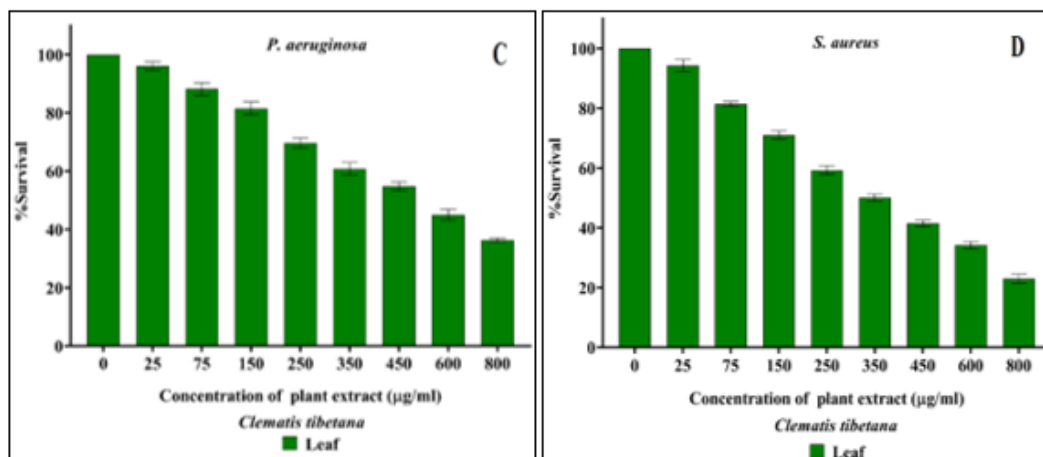 P. aeruginosa
C
%Survival
100
80
60
40
20
0
0 25 75 150 250 350 450 600 800
Concentration of plant extract (μg/ml)
Clematis tibetana
Leaf
S. aureus
D
%Survival
100
80
60
40
20
0
0 25 75 150 250 350 450 600 800
Concentration of plant extract (μg/ml)
Clematis tibetana
Leaf